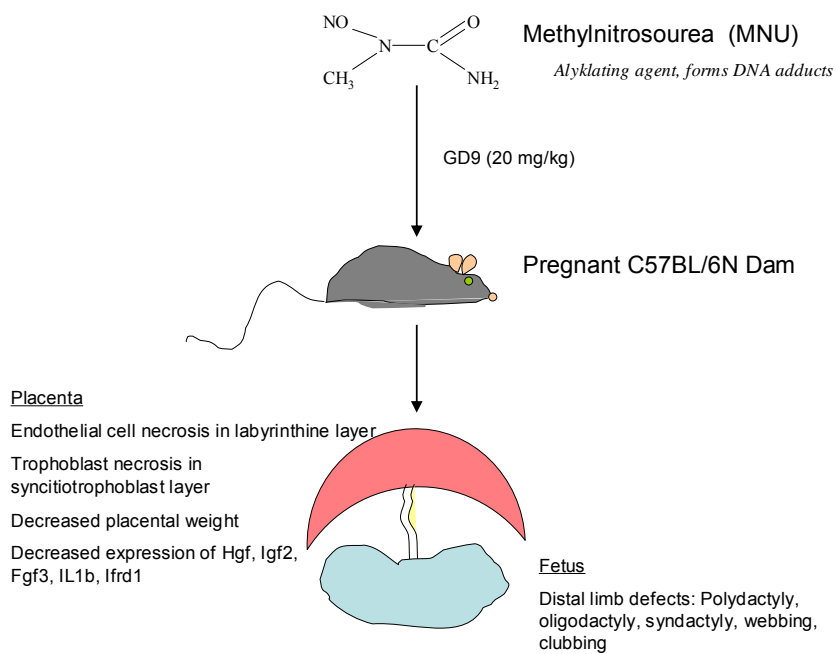 NO
O
N
C
CH3
NH2
Methylnitrosourea (MNU)
Alyklating agent, forms DNA adducts
GD9 (20 mg/kg)
Pregnant C57BL/6N Dam
Placenta
Endothelial cell necrosis in labyrinthine layer
Trophoblast necrosis in
syncitiotrophoblast layer
Decreased placental weight
Decreased expression of Hgf, Igf2,
Fgf3, IL1b, Ifrd1
Fetus
Distal limb defects: Polydactyly,
oligodactyly, syndactyly, webbing,
clubbing